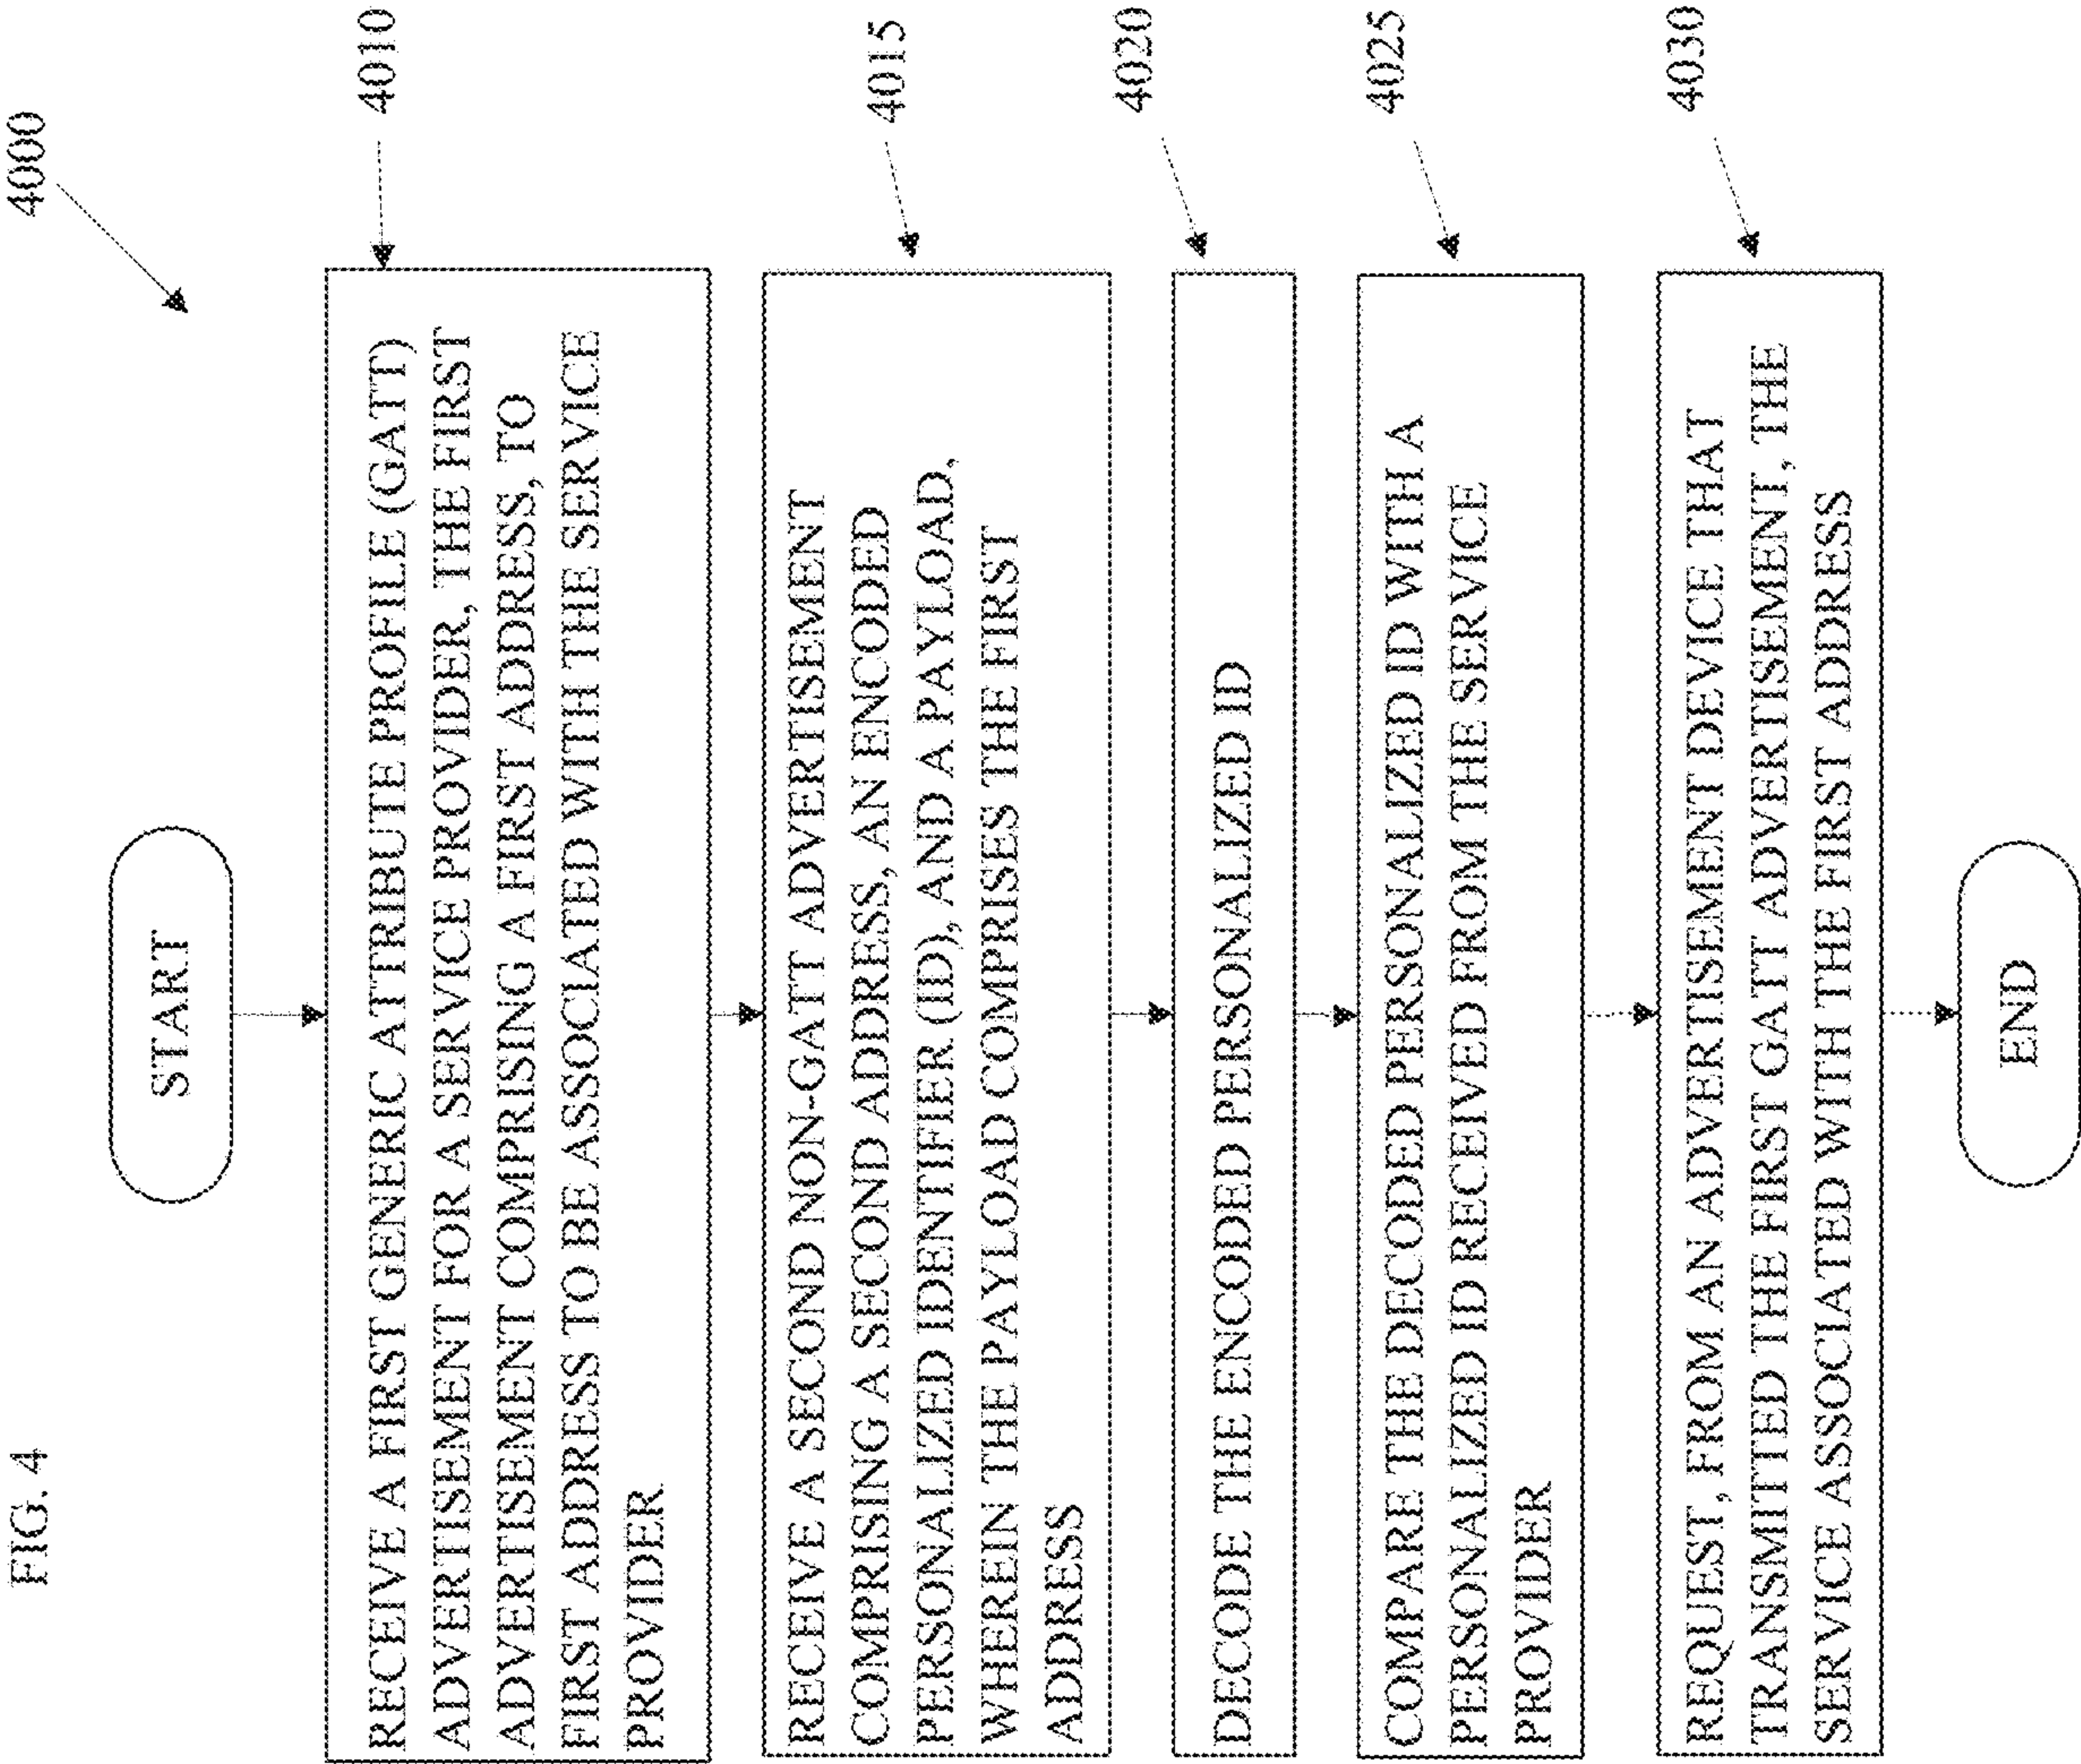 FIG. 4
4000
START
RECEIVE A FIRST GENERIC ATTRIBUTE PROFILE (GATT)
ADVERTISEMENT FOR A SERVICE PROVIDER, THE FIRST
ADVERTISEMENT COMPRISING A FIRST ADDRESS, TO
FIRST ADDRESS TO BE ASSOCIATED WITH THE SERVICE
PROVIDER
4010
RECEIVE A SECOND NON-GATT ADVERTISEMENT
COMPRISING A SECOND ADDRESS, AN ENCODED
PERSONALIZED IDENTIFIER (ID), AND A PAYLOAD,
WHEREIN THE PAYLOAD COMPRISES THE FIRST
ADDRESS
4015
DECODE THE ENCODED PERSONALIZED ID
4020
COMPARE THE DECODED PERSONALIZED ID WITH A
PERSONALIZED ID RECEIVED FROM THE SERVICE
PROVIDER
4025
REQUEST, FROM AN ADVERTISEMENT DEVICE THAT
TRANSMITTED THE FIRST GATT ADVERTISEMENT, THE
SERVICE ASSOCIATED WITH THE FIRST ADDRESS
4030
END